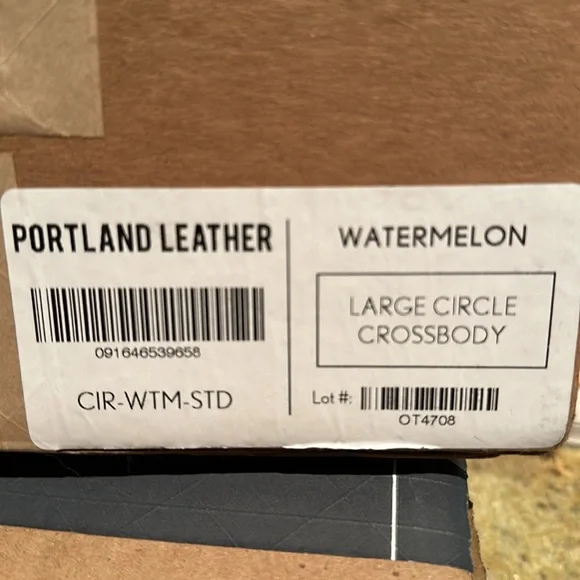 PORTLAND LEATHER
091646539658
CIR-WTM-STD
WATERMELON
LARGE CIRCLE
CROSSBODY
Lot #:
OT4708